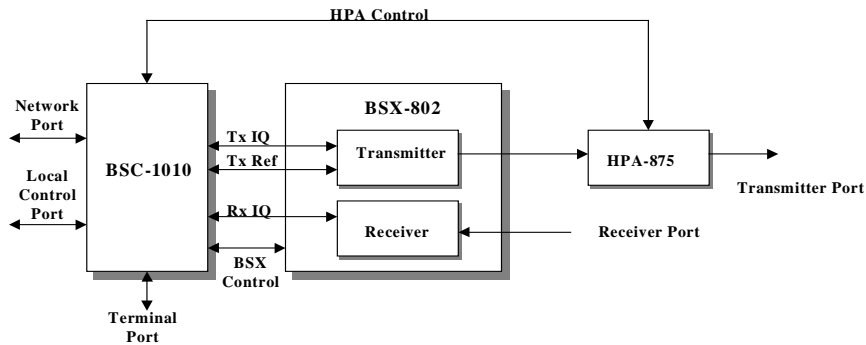 HPA Control
Network
Port
BSX-802
Tx IQ
Transmitter
BSC-1010
Tx Ref
HPA-875
Local
Control
Port
Transmitter Port
Rx IQ
Receiver
Receiver Port
BSX
Control
Terminal
Port